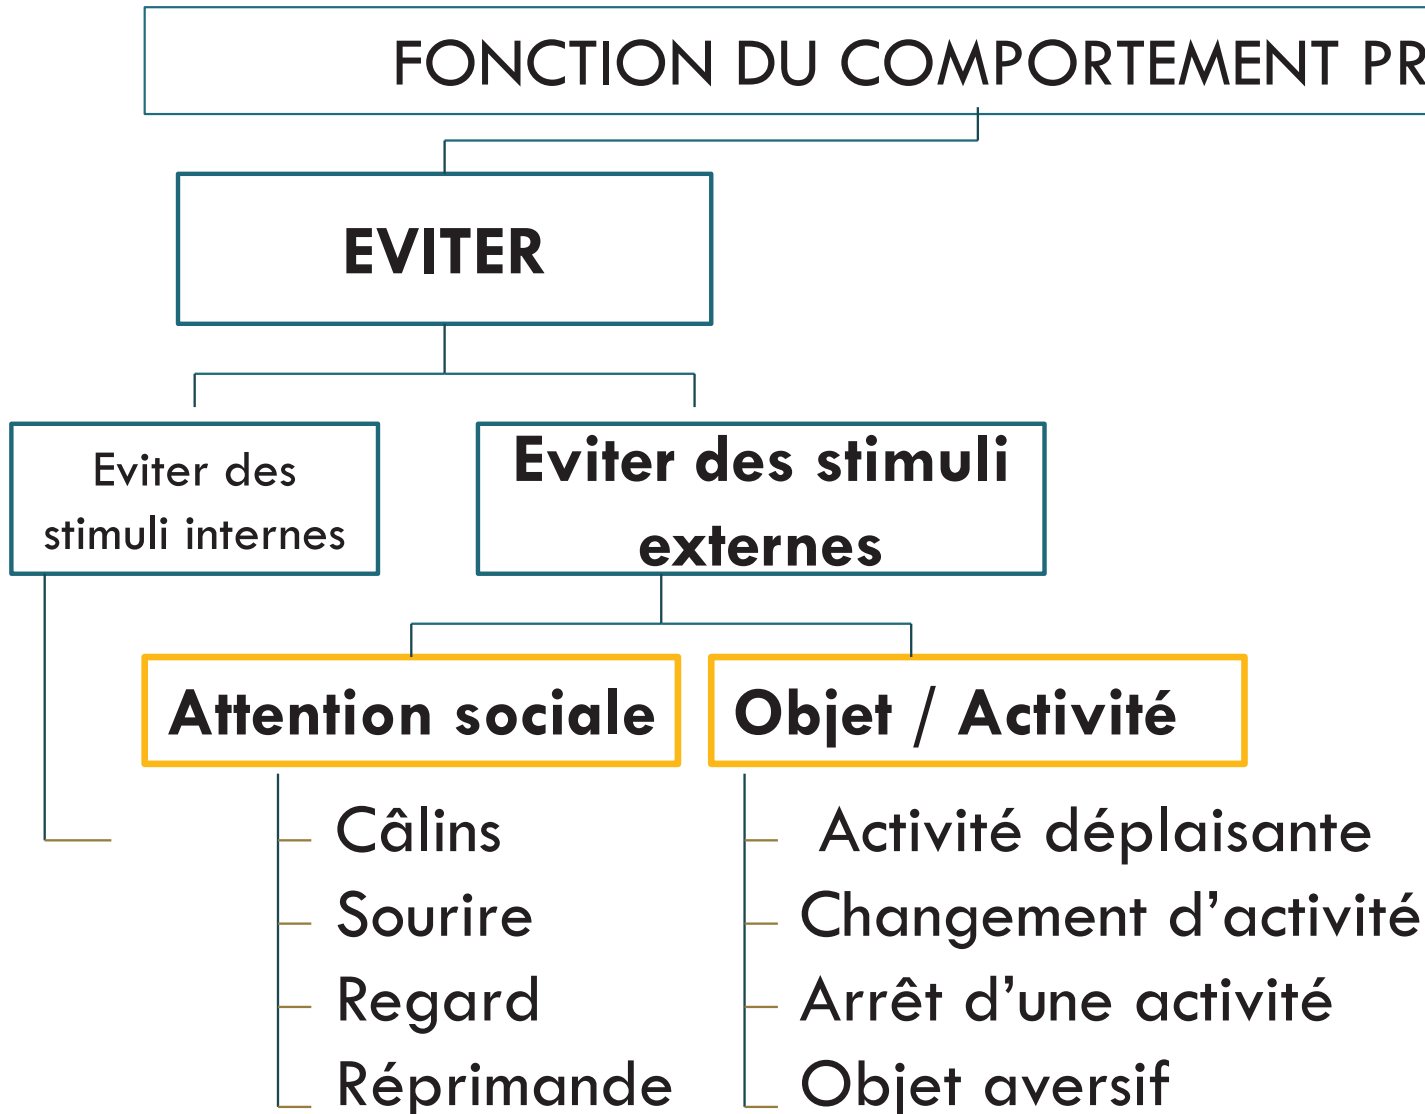 FONCTION DU COMPORTEMENT PR
EVITER
Eviter des
stimuli internes
Eviter des stimuli
externes
Attention sociale
Objet / Activité
Câlins
Sourire
Regard
Réprimande
Activité déplaisante
Changement d’activité
Arrêt d’une activité
Objet aversif